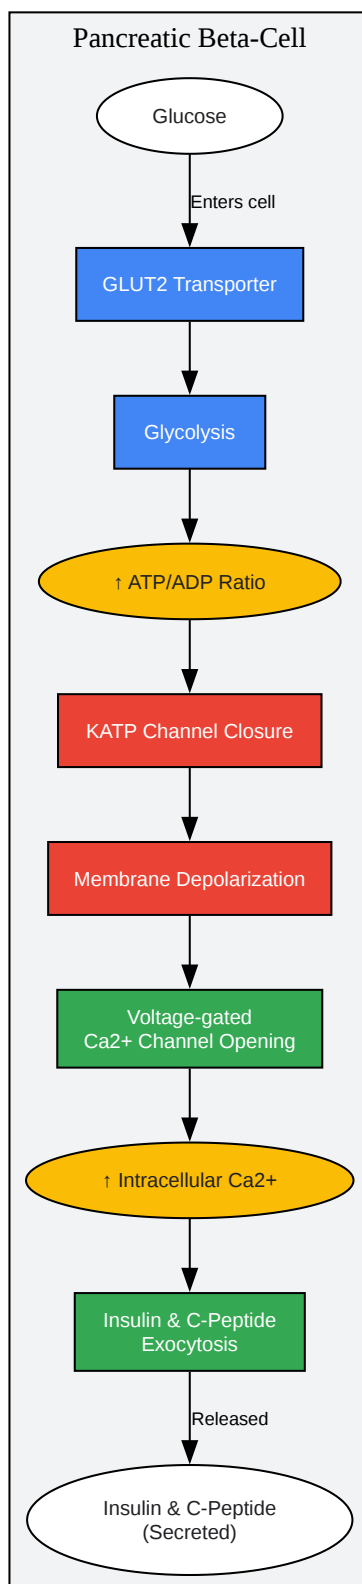 Pancreatic Beta-Cell
Glucose
Enters cell
GLUT2 Transporter
Glycolysis
↑ ATP/ADP Ratio
KATP Channel Closure
Membrane Depolarization
Voltage-gated
Ca2+ Channel Opening
↑ Intracellular Ca2+
Insulin & C-Peptide
Exocytosis
Released
Insulin & C-Peptide
(Secreted)